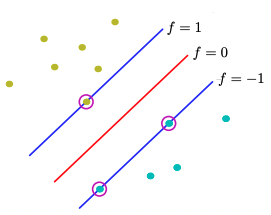 f = 1
f = 0
f = −1